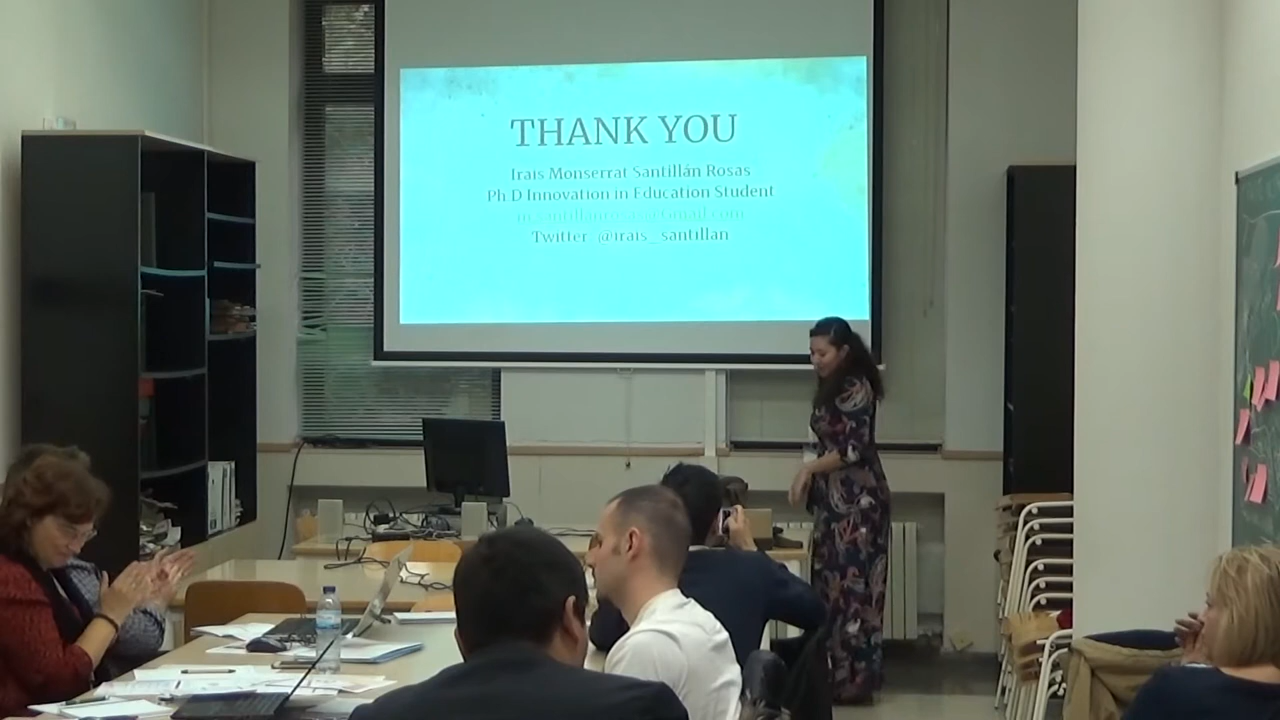 THANK YOU
Irais Monserrat Santillán Rosas
Ph D Innovation in Education Student
Twitter: @irais_santillan